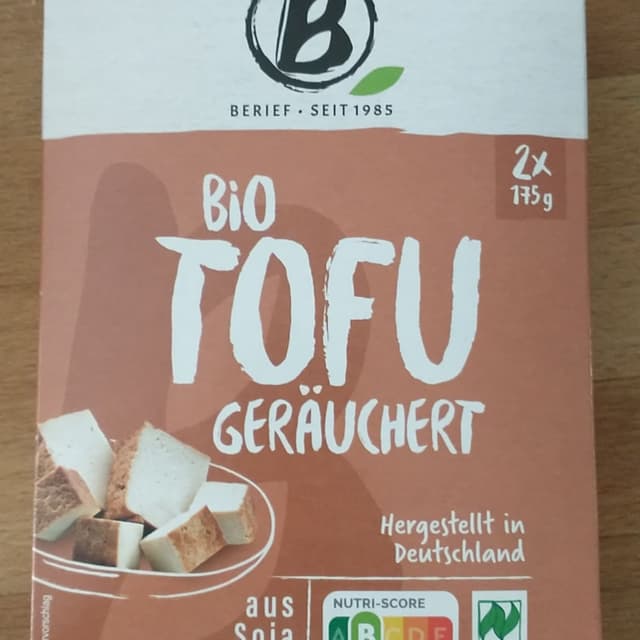 B
BERIEF · SEIT 1985
2x
175g
BiO
TOFU
GERÄUCHERT
Hergestellt in
Deutschland
aus
Soja
NUTRI-SCORE
A B C D E